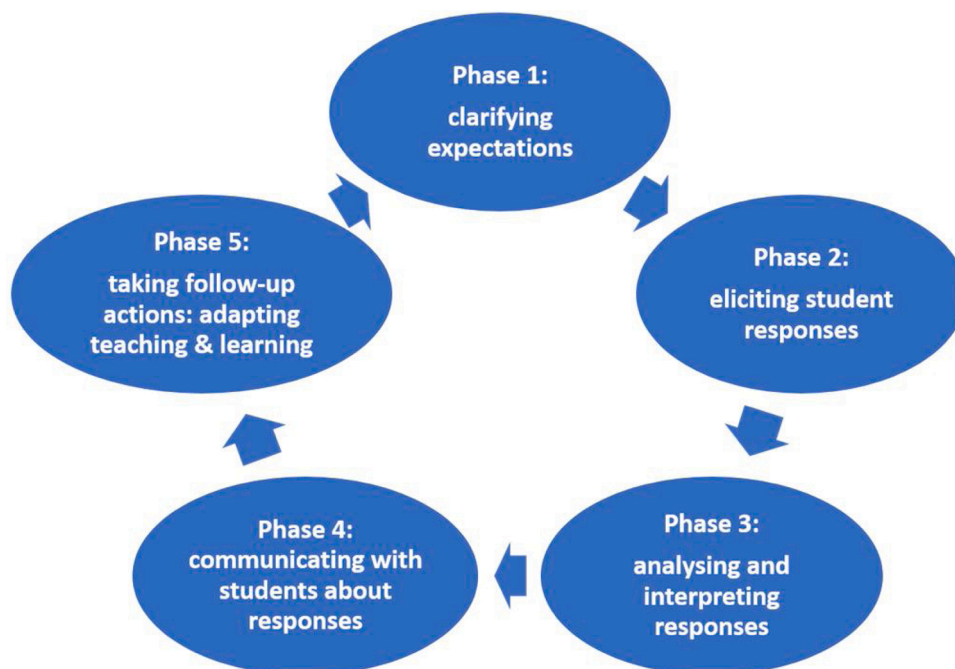 Phase 1:
clarifying
expectations
Phase 2:
eliciting student
responses
Phase 3:
analysing and
interpreting
responses
Phase 4:
communicating with
students about
responses
Phase 5:
taking follow-up
actions: adapting
teaching & learning